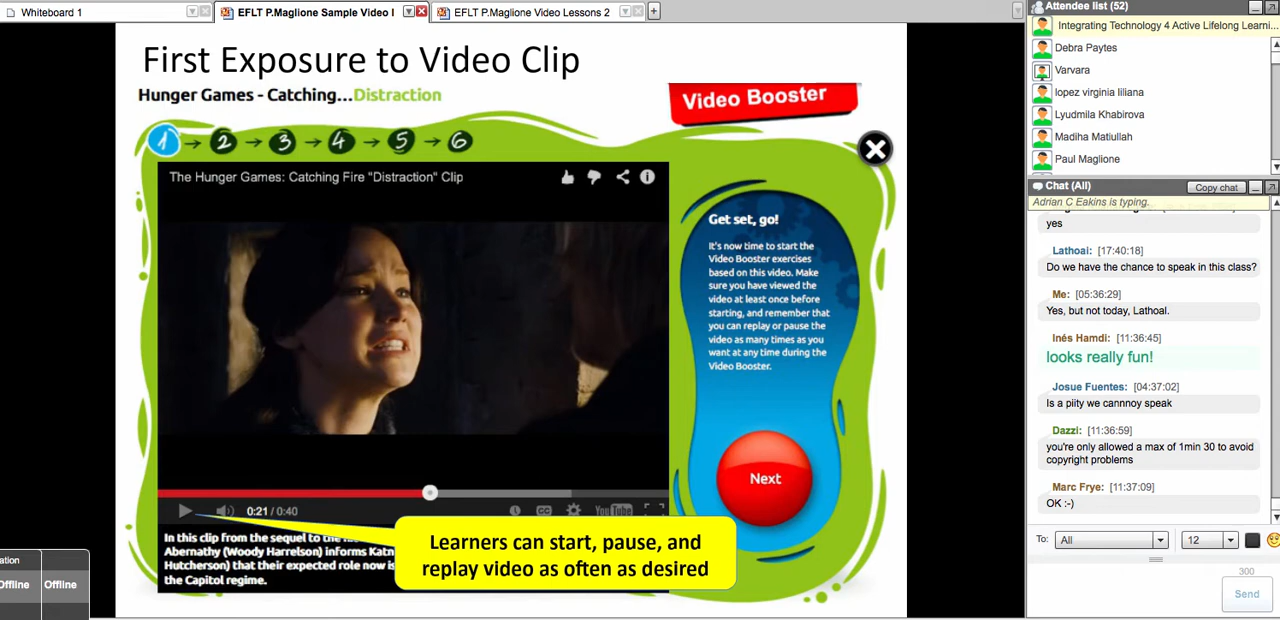 Whiteboard 1
EFLT P.Maglione Sample Video I
EFLT P.Maglione Video Lessons 2
First Exposure to Video Clip
Hunger Games - Catching...Distraction
Video Booster
1 → 2 → 3 → 4 → 5 → 6
The Hunger Games: Catching Fire "Distraction" Clip
0:21 / 0:40
CC
YouTube
In this clip from the sequel to the
Abernathy (Woody Harrelson) informs Katn
Hutcherson) that their expected role now is
the Capitol regime.
Learners can start, pause, and
replay video as often as desired
Get set, go!
It's now time to start the
Video Booster exercises
based on this video. Make
sure you have viewed the
video at least once before
starting, and remember that
you can replay or pause the
video as many times as you
want at any time during the
Video Booster.
Next
ation
Offline
Offline
Attendee list (52)
Integrating Technology 4 Active Lifelong Learni...
Debra Paytes
Varvara
lopez virginia liliana
Lyudmila Khabirova
Madiha Matiullah
Paul Maglione
Chat (All)
Copy chat
Adrian C Eakins is typing.
yes
Lathoai: [17:40:18]
Do we have the chance to speak in this class?
Me: [05:36:29]
Yes, but not today, Lathoal.
Inés Hamdi: [11:36:45]
looks really fun!
Josue Fuentes: [04:37:02]
Is a piity we cannnoy speak
Dazzi: [11:36:59]
you're only allowed a max of 1min 30 to avoid
copyright problems
Marc Frye: [11:37:09]
OK :-)
To: All 12
300
Send